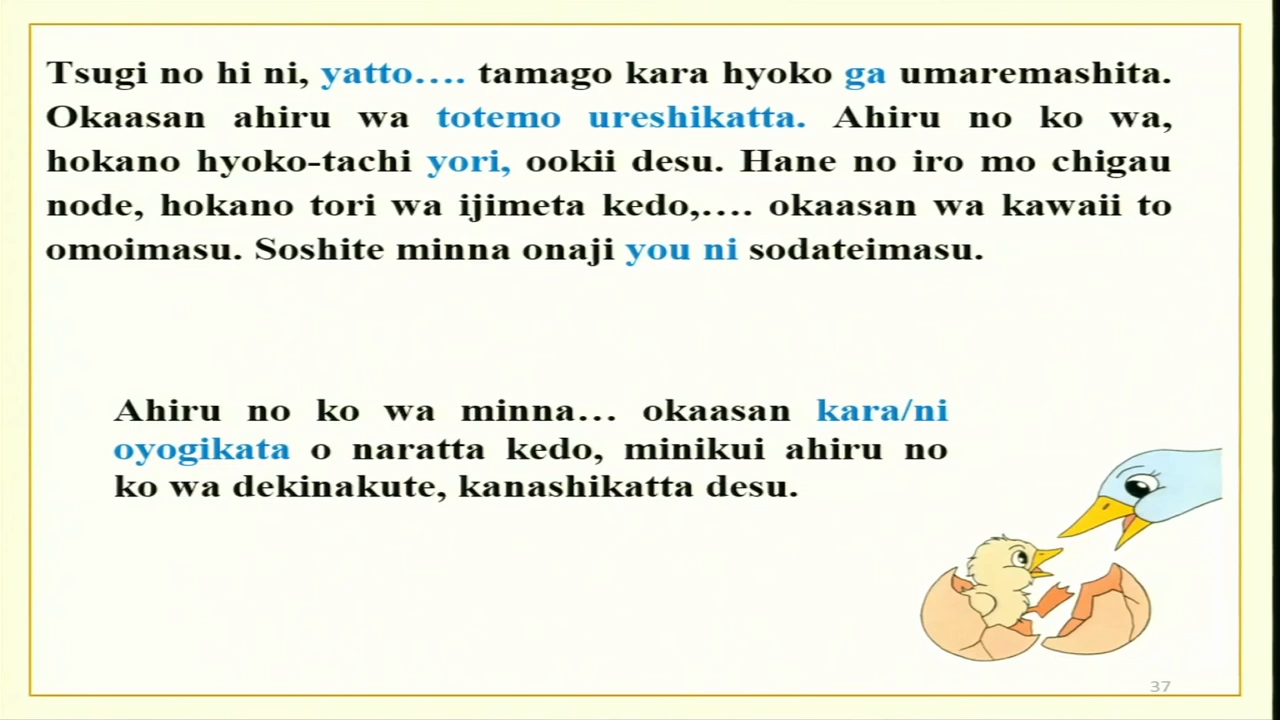 Tsugi no hi ni, yatto.... tamago kara hyoko ga umaremashita.
Okaasan ahiru wa totemo ureshikatta. Ahiru no ko wa,
hokano hyoko-tachi yori, ookii desu. Hane no iro mo chigau
node, hokano tori wa ijimeta kedo,.... okaasan wa kawaii to
omoimasu. Soshite minna onaji you ni sodateimasu.
Ahiru no ko wa minna... okaasan kara/ni
oyogikata o naratta kedo, minikui ahiru no
ko wa dekinakute, kanashikatta desu.
37